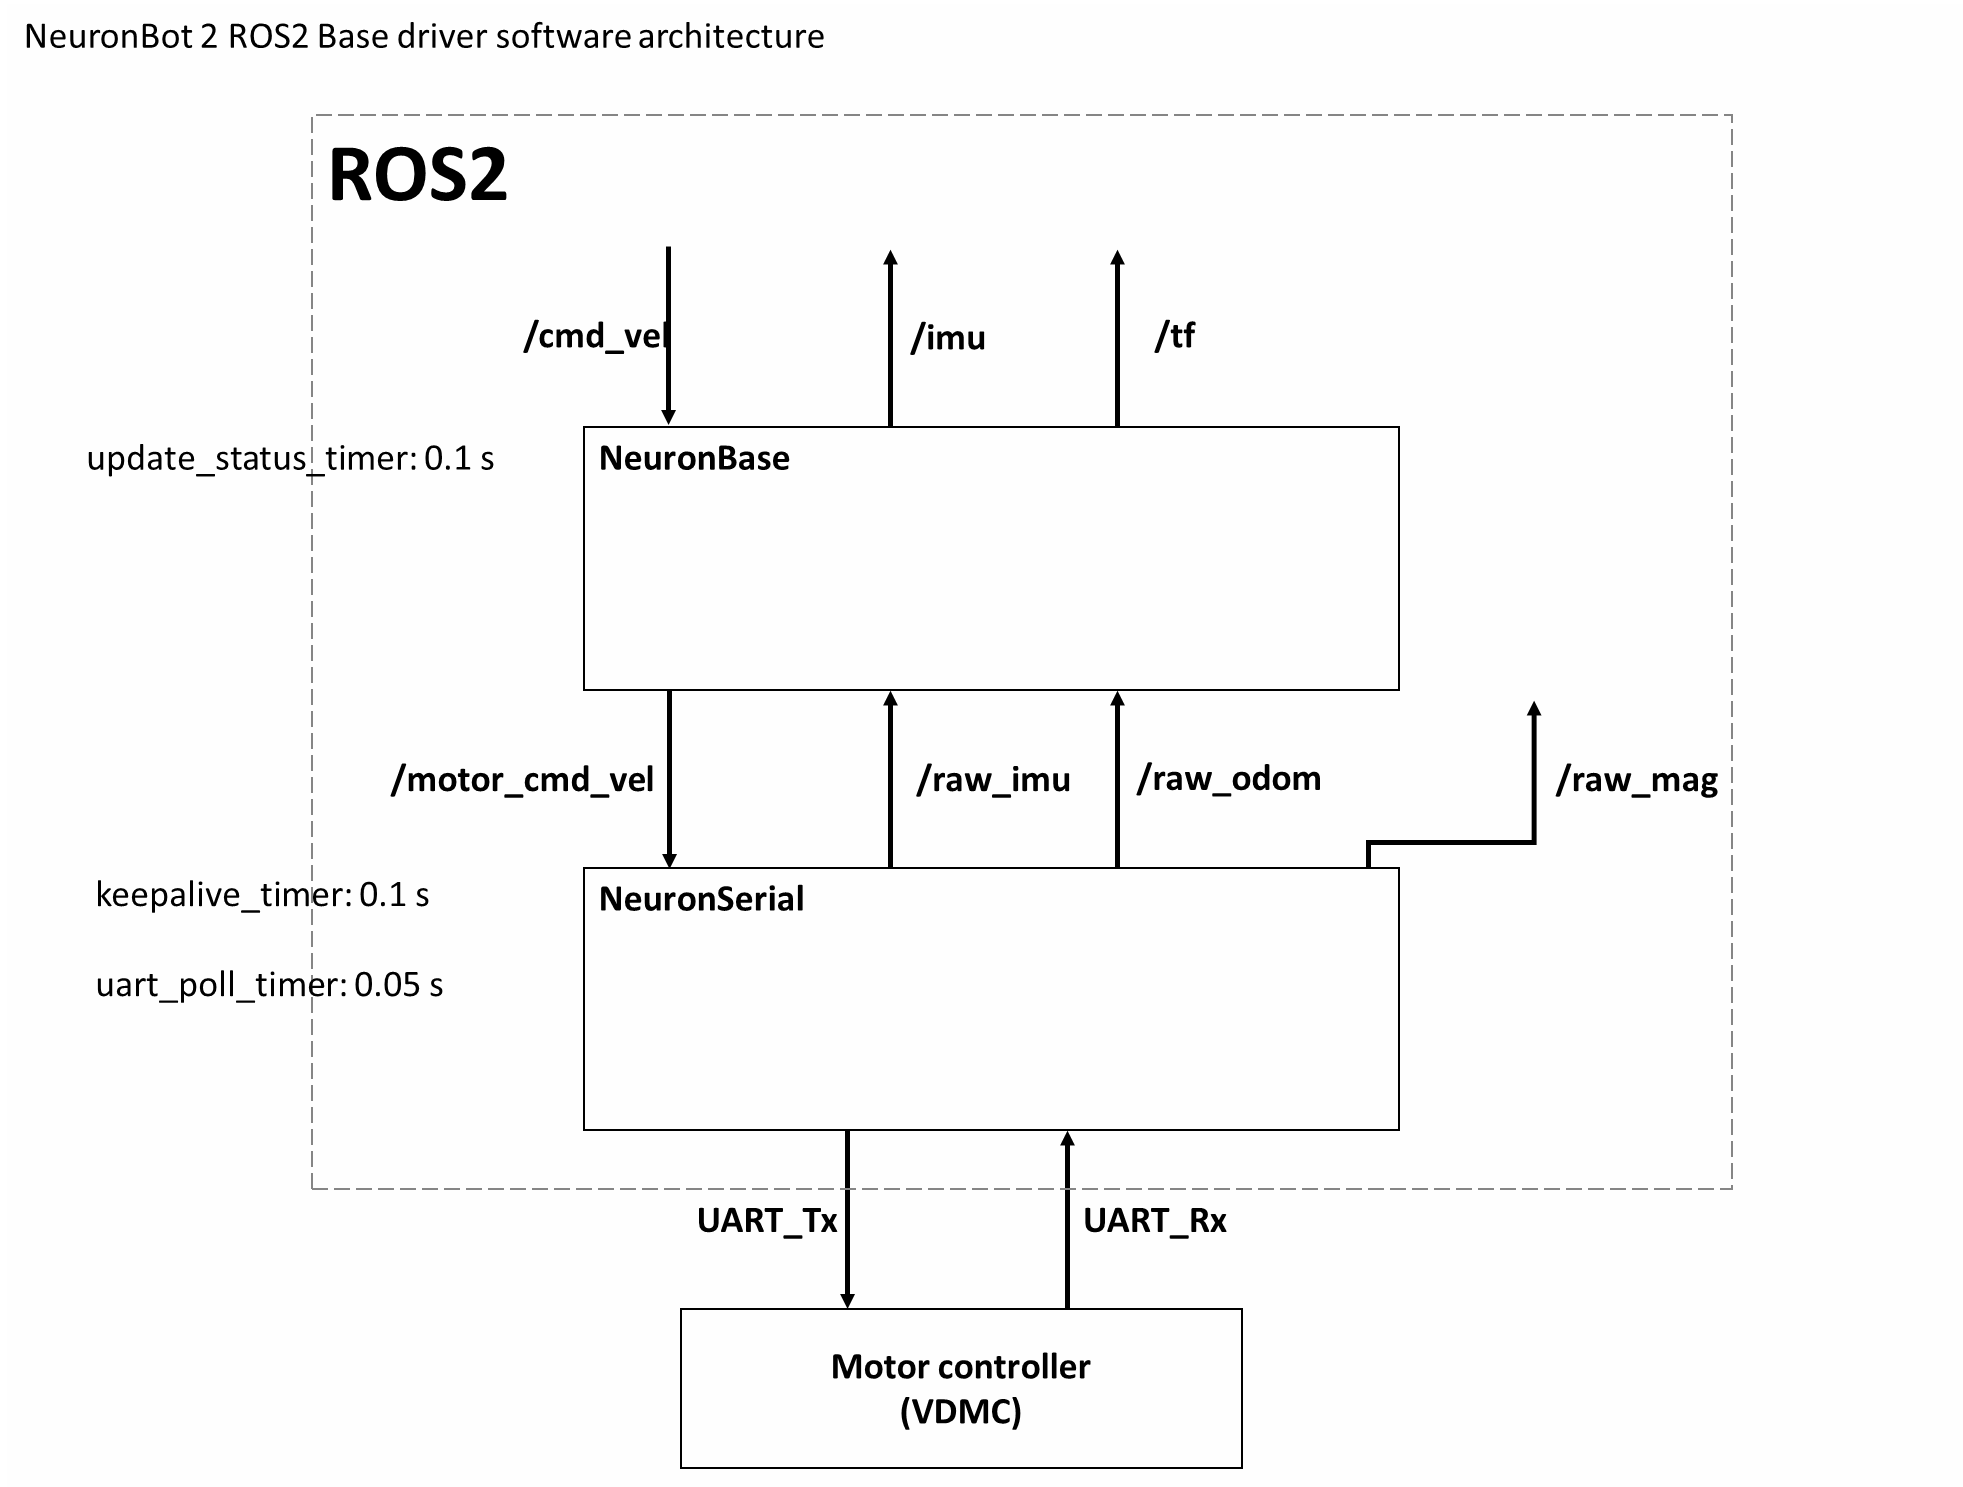 NeuronBot 2 ROS2 Base driver software architecture
ROS2
/cmd_vel
/imu
/tf
update_status_timer: 0.1 s
NeuronBase
/motor_cmd_vel
/raw_imu
/raw_odom
/raw_mag
keepalive_timer: 0.1 s
NeuronSerial
uart_poll_timer: 0.05 s
UART_Tx
UART_Rx
Motor controller
(VDMC)